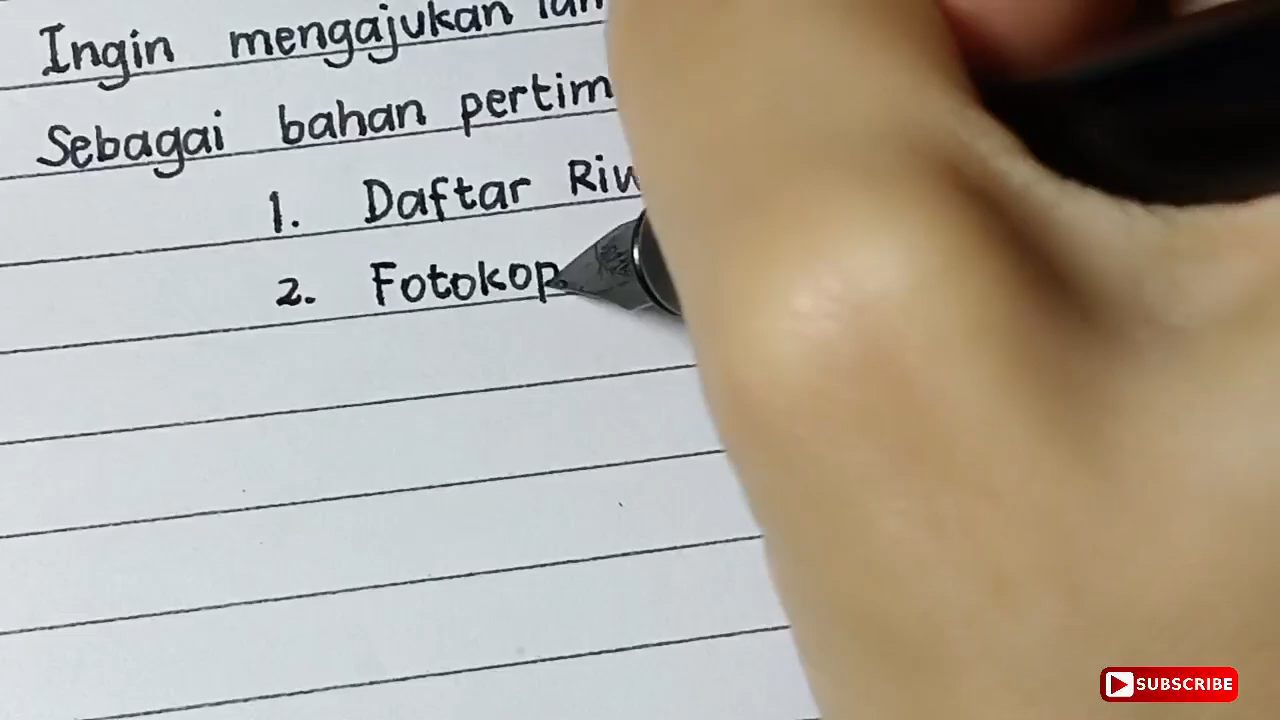 Ingin mengajukan
Sebagai bahan pertim
1. Daftar Riw
2. Fotokop
SUBSCRIBE